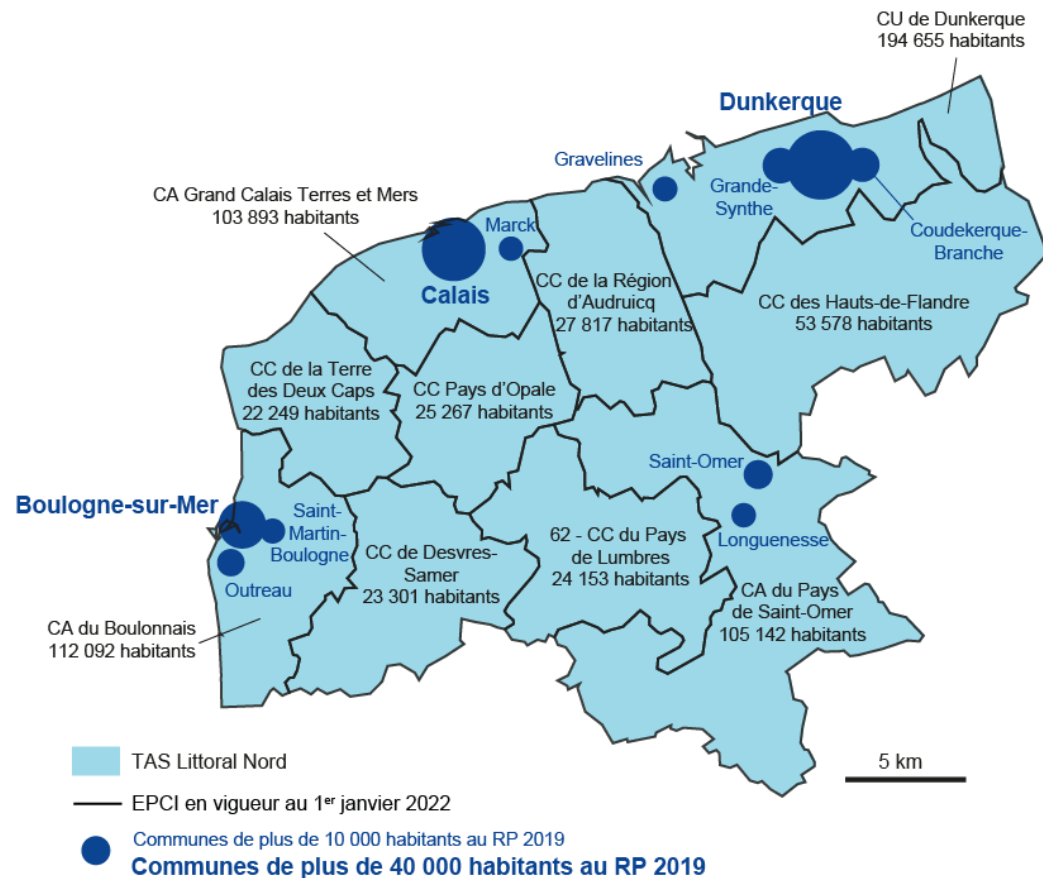 CU de Dunkerque
194 655 habitants
Dunkerque
Gravelines
Grande-
Synthe
Coudekerque-
Branche
CA Grand Calais Terres et Mers
103 893 habitants
Marck
Calais
CC de la Région
d'Audruicq
27 817 habitants
CC des Hauts-de-Flandre
53 578 habitants
CC de la Terre
des Deux Caps
22 249 habitants
CC Pays d'Opale
25 267 habitants
Saint-Omer
Longuenesse
Boulogne-sur-Mer
Saint-
Martin-
Boulogne
Outreau
CC de Desvres-
Samer
23 301 habitants
62 - CC du Pays
de Lumbres
24 153 habitants
CA du Pays
de Saint-Omer
105 142 habitants
CA du Boulonnais
112 092 habitants
TAS Littoral Nord
EPCI en vigueur au 1er janvier 2022
Communes de plus de 10 000 habitants au RP 2019
Communes de plus de 40 000 habitants au RP 2019
5 km